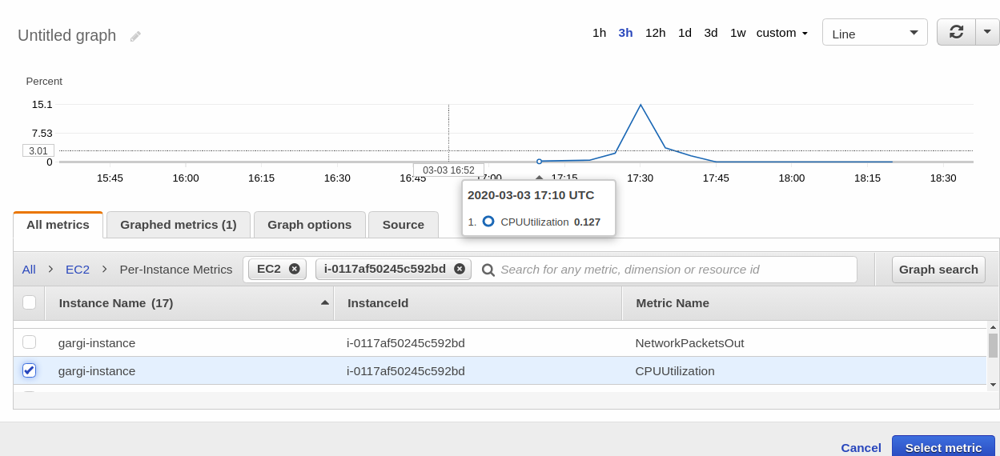 Untitled graph
1h 3h 12h 1d 3d 1w custom Line
Percent
15.1
7.53
3.01
0
03-03 16:52
15:45 16:00 16:15 16:30 16:45 17:00 17:15 17:30 17:45 18:00 18:15 18:30
2020-03-03 17:10 UTC
1. CPUUtilization 0.127
All metrics Graphed metrics (1) Graph options Source
All > EC2 > Per-Instance Metrics EC2 i-0117af50245c592bd Search for any metric, dimension or resource id Graph search
Instance Name (17) InstanceId Metric Name
gargi-instance i-0117af50245c592bd NetworkPacketsOut
gargi-instance i-0117af50245c592bd CPUUtilization
Cancel Select metric